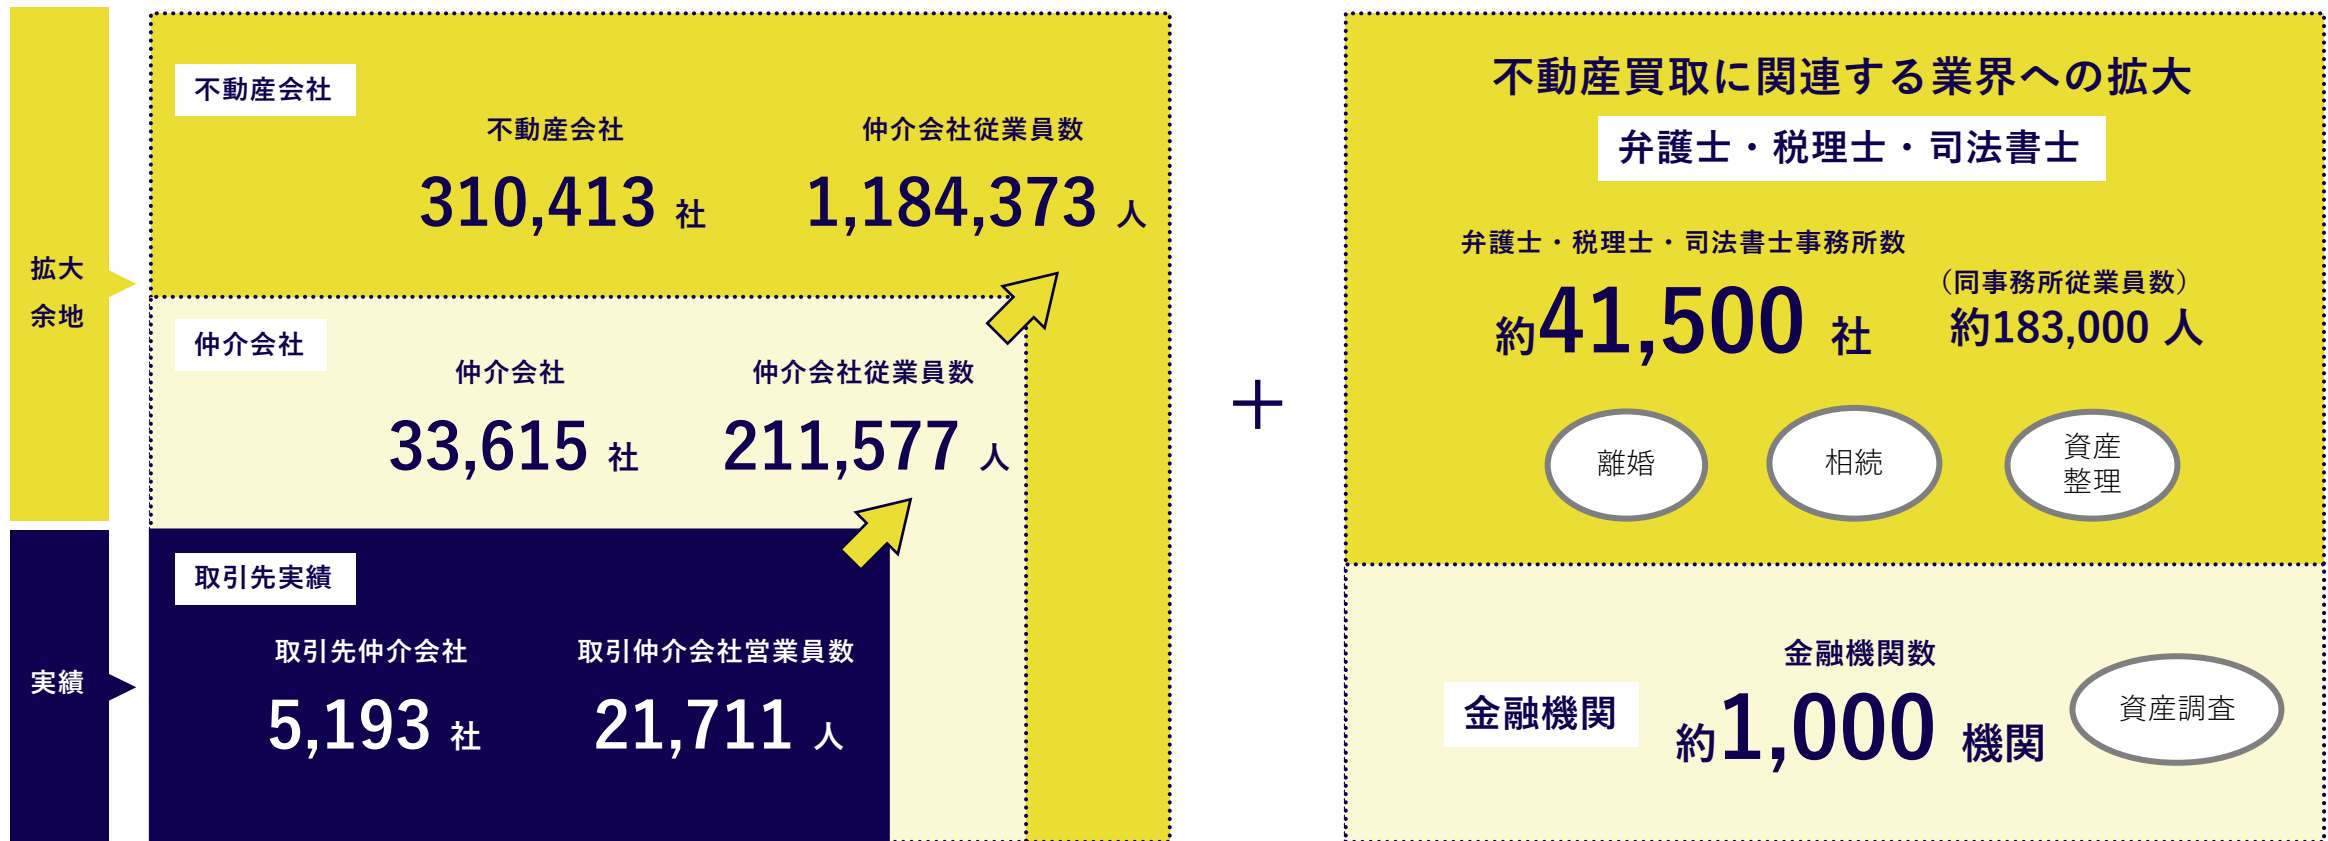 拡大
余地
実績
不動産会社
不動産会社
仲介会社従業員数
310,413 社
1,184,373 人
仲介会社
仲介会社
仲介会社従業員数
33,615 社
211,577 人
取引先実績
取引先仲介会社
取引仲介会社営業員数
5,193 社
21,711 人
+
不動産買取に関連する業界への拡大
弁護士・税理士・司法書士
弁護士・税理士・司法書士事務所数
約41,500 社
（同事務所従業員数）
約183,000 人
離婚
相続
資産
整理
金融機関
金融機関数
約1,000 機関
資産調査